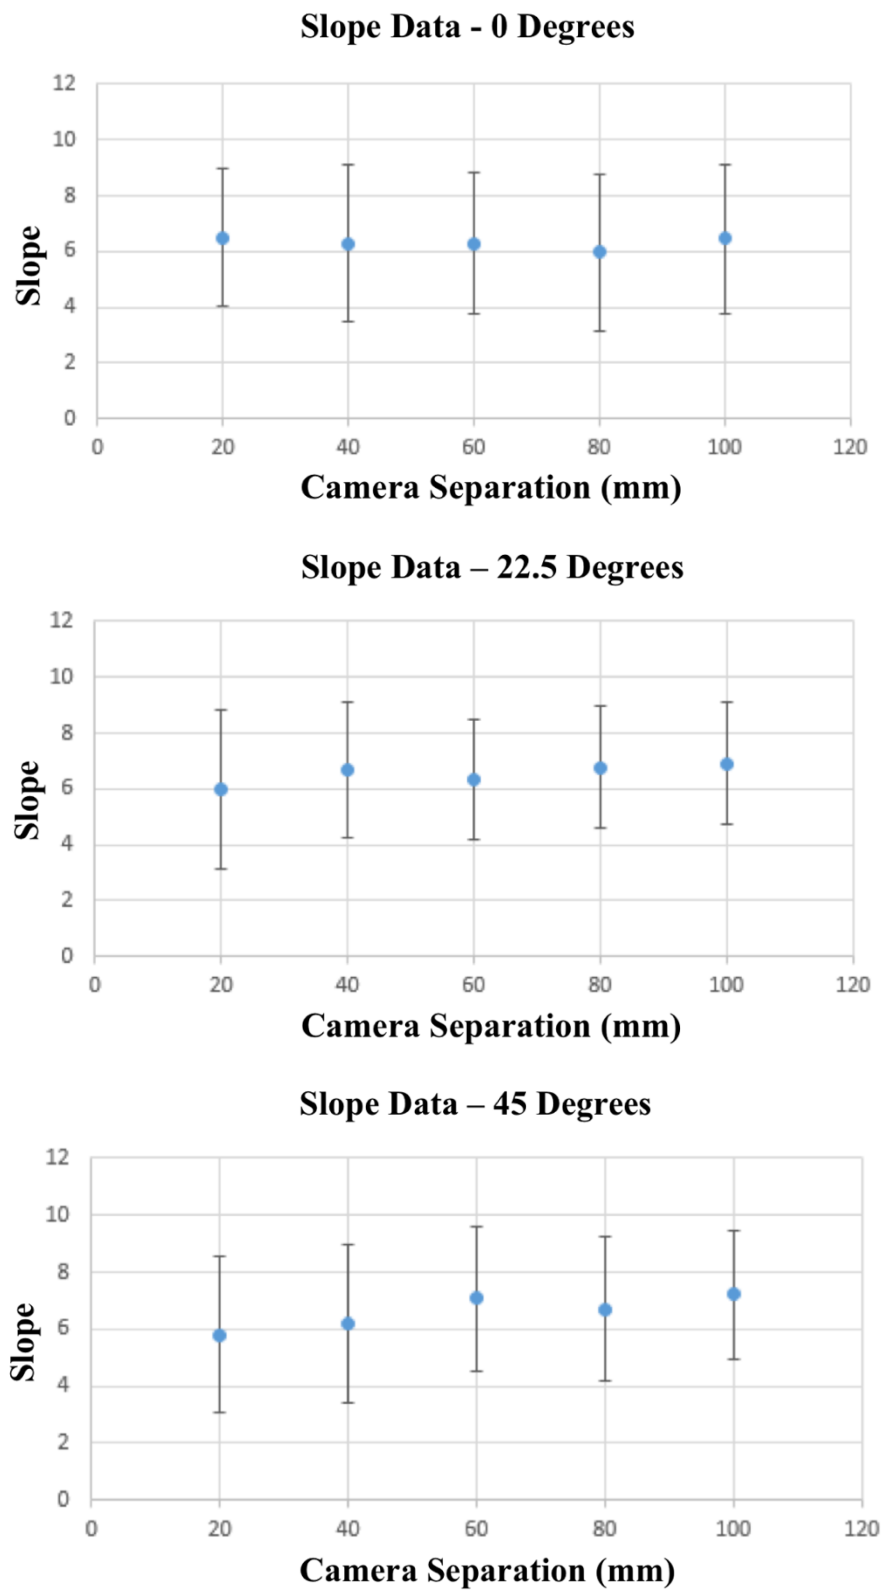 Slope Data - 0 Degrees
12
10
8
6
4
2
0
Slope
0 20 40 60 80 100 120
Camera Separation (mm)
Slope Data – 22.5 Degrees
12
10
8
6
4
2
0
Slope
0 20 40 60 80 100 120
Camera Separation (mm)
Slope Data – 45 Degrees
12
10
8
6
4
2
0
Slope
0 20 40 60 80 100 120
Camera Separation (mm)